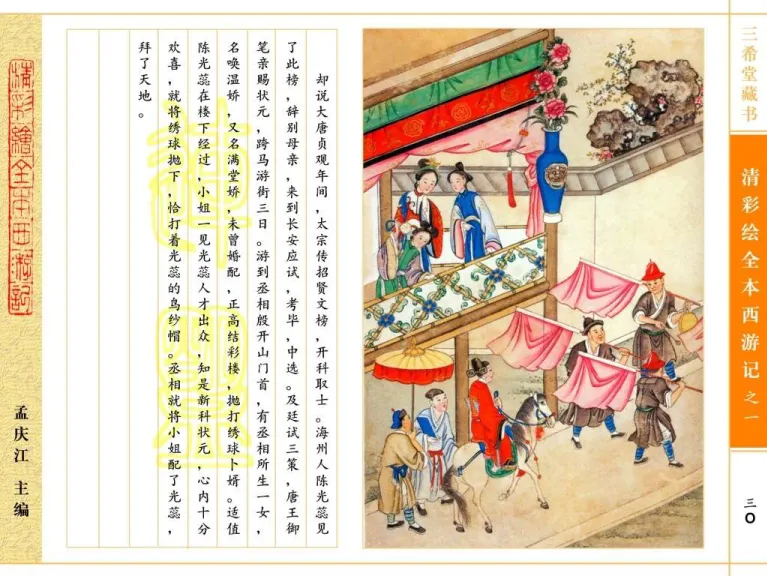 三希堂藏书
清彩绘全本西游记之一
三〇
却说大唐贞观年间，太宗传招贤文榜，开科取士。海州人陈光蕊见
了此榜，辞别母亲，来到长安应试，考毕，中选。及廷试三策，唐王御
笔亲赐状元，跨马游街三日。游到丞相殷开山门首，有丞相所生一女，
名唤温娇，又名满堂娇，未曾婚配，正高结彩楼，抛打绣球卜婿。适值
陈光蕊在楼下经过，小姐一见光蕊人才出众，知是新科状元，心内十分
欢喜，就将绣球抛下，恰打着光蕊的乌纱帽。丞相就将小姐配了光蕊，
拜了天地。
清彩繪全本西游記
孟庆江 主编